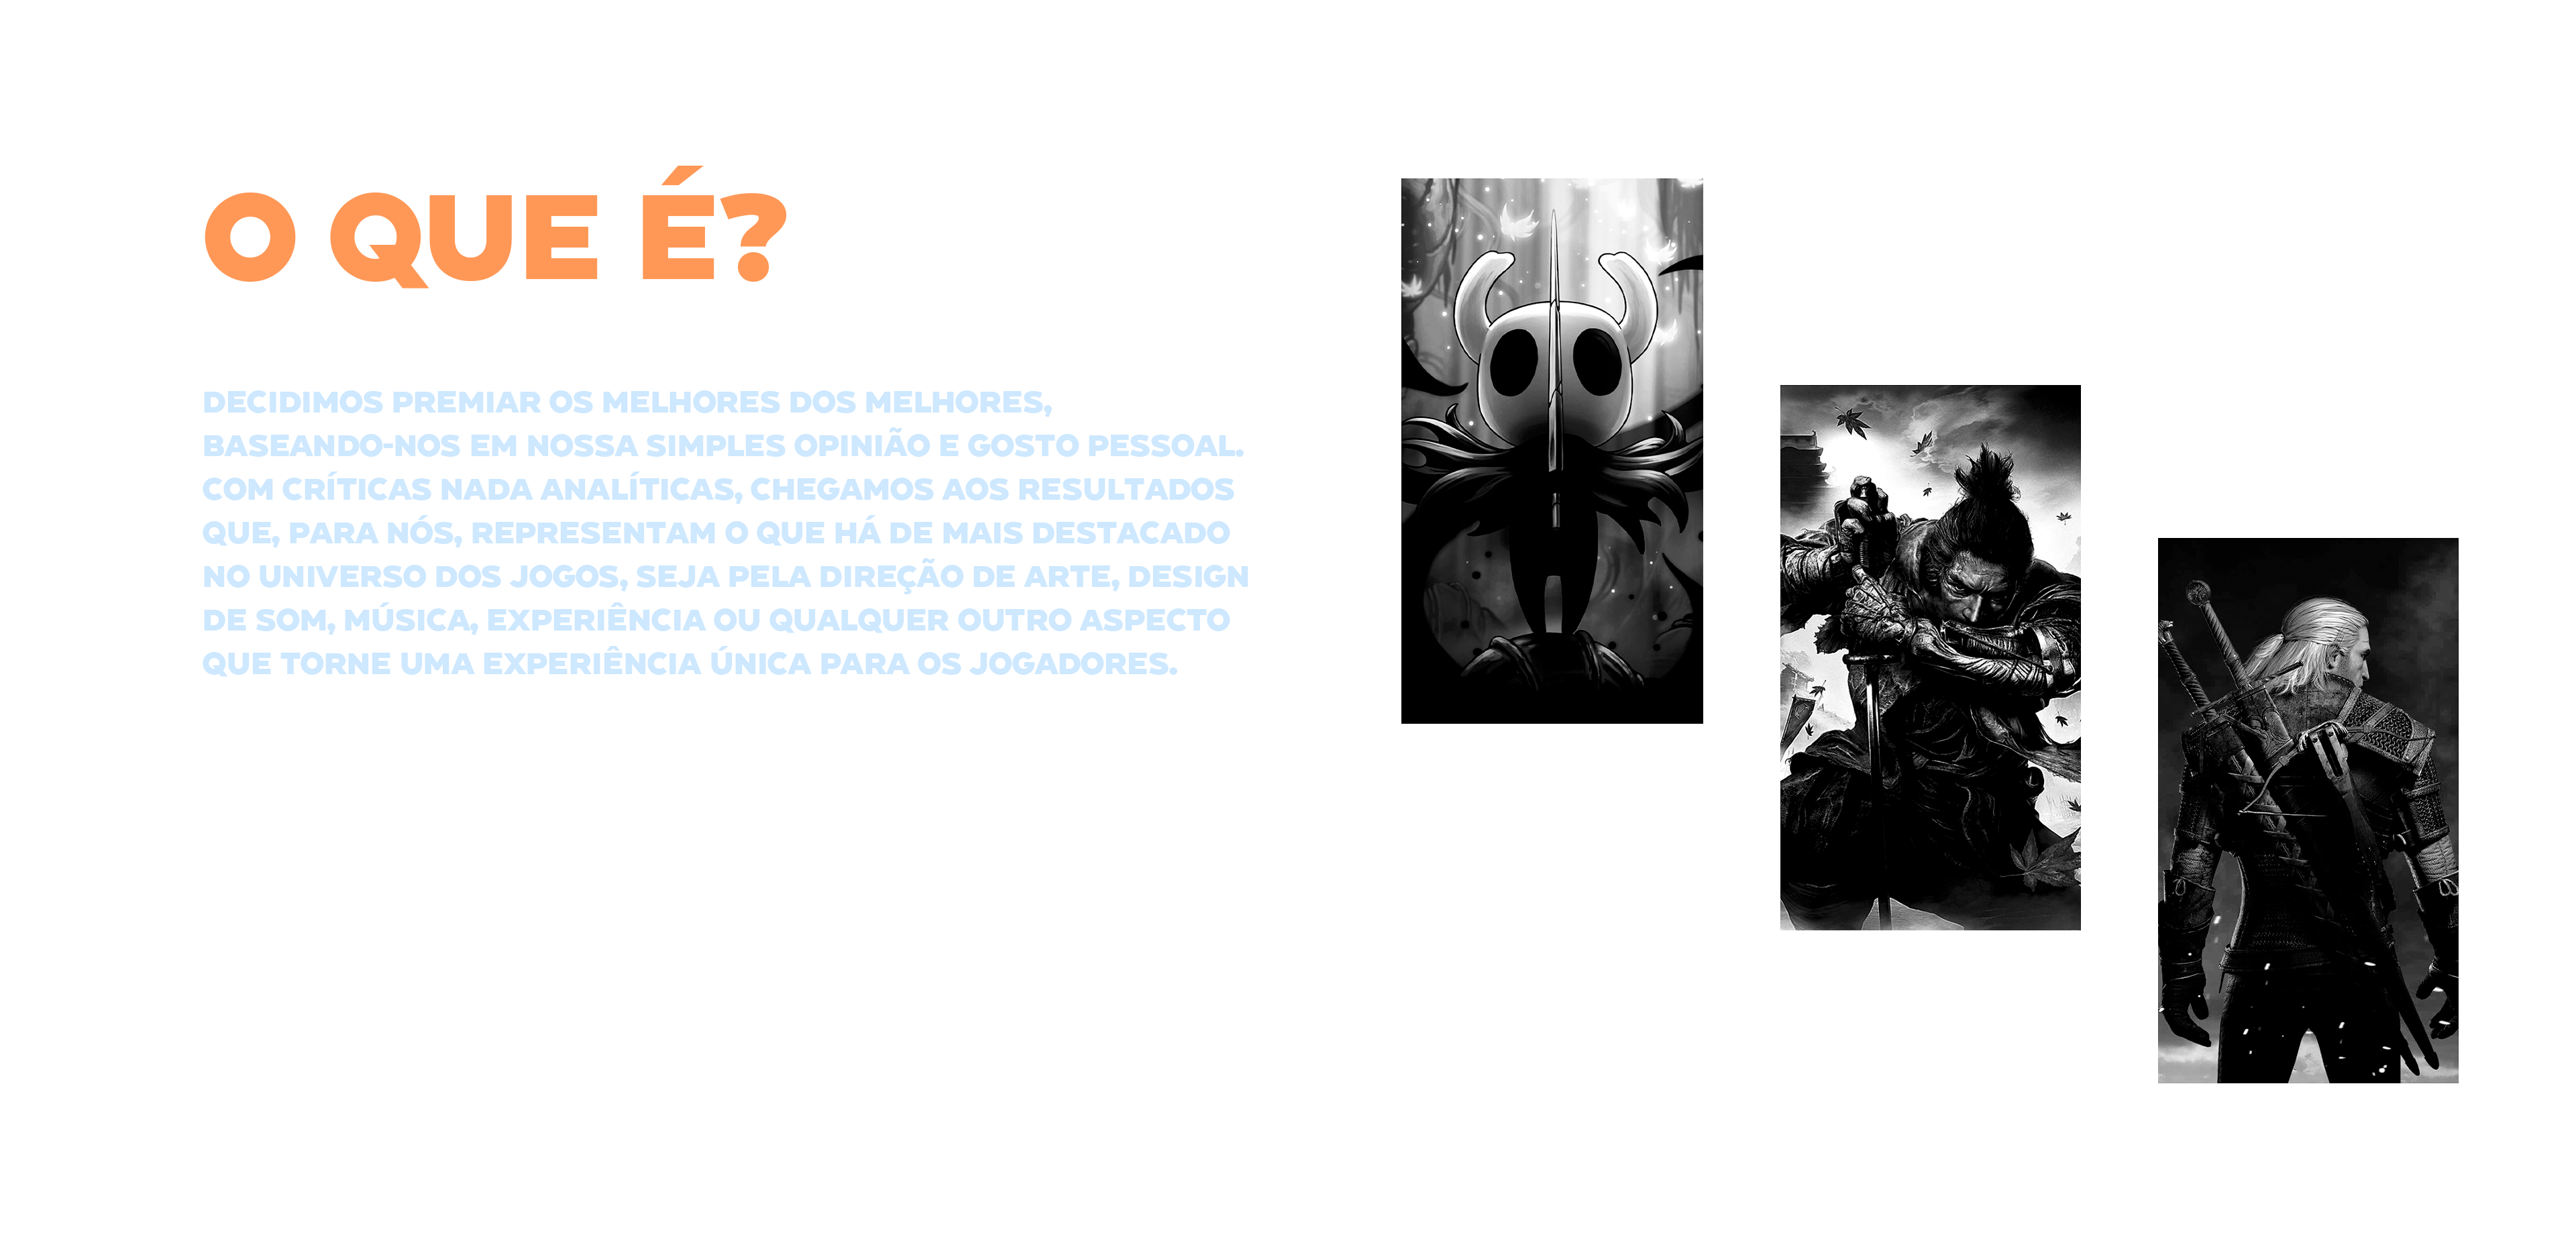 O QUE É?
DECIDIMOS PREMIAR OS MELHORES DOS MELHORES,
BASEANDO-NOS EM NOSSA SIMPLES OPINIÃO E GOSTO PESSOAL.
COM CRÍTICAS NADA ANALÍTICAS, CHEGAMOS AOS RESULTADOS
QUE, PARA NÓS, REPRESENTAM O QUE HÁ DE MAIS DESTACADO
NO UNIVERSO DOS JOGOS, SEJA PELA DIREÇÃO DE ARTE, DESIGN
DE SOM, MÚSICA, EXPERIÊNCIA OU QUALQUER OUTRO ASPECTO
QUE TORNE UMA EXPERIÊNCIA ÚNICA PARA OS JOGADORES.